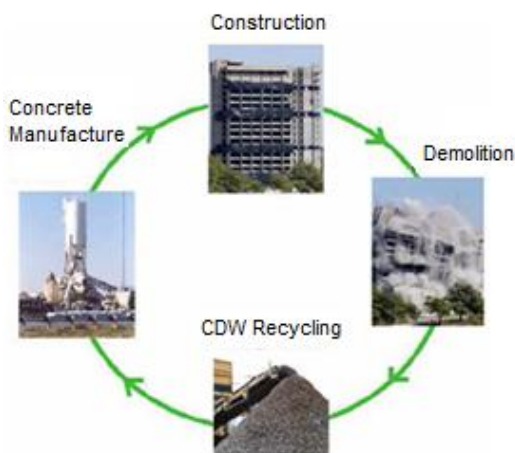 Construction
Concrete
Manufacture
Demolition
CDW Recycling